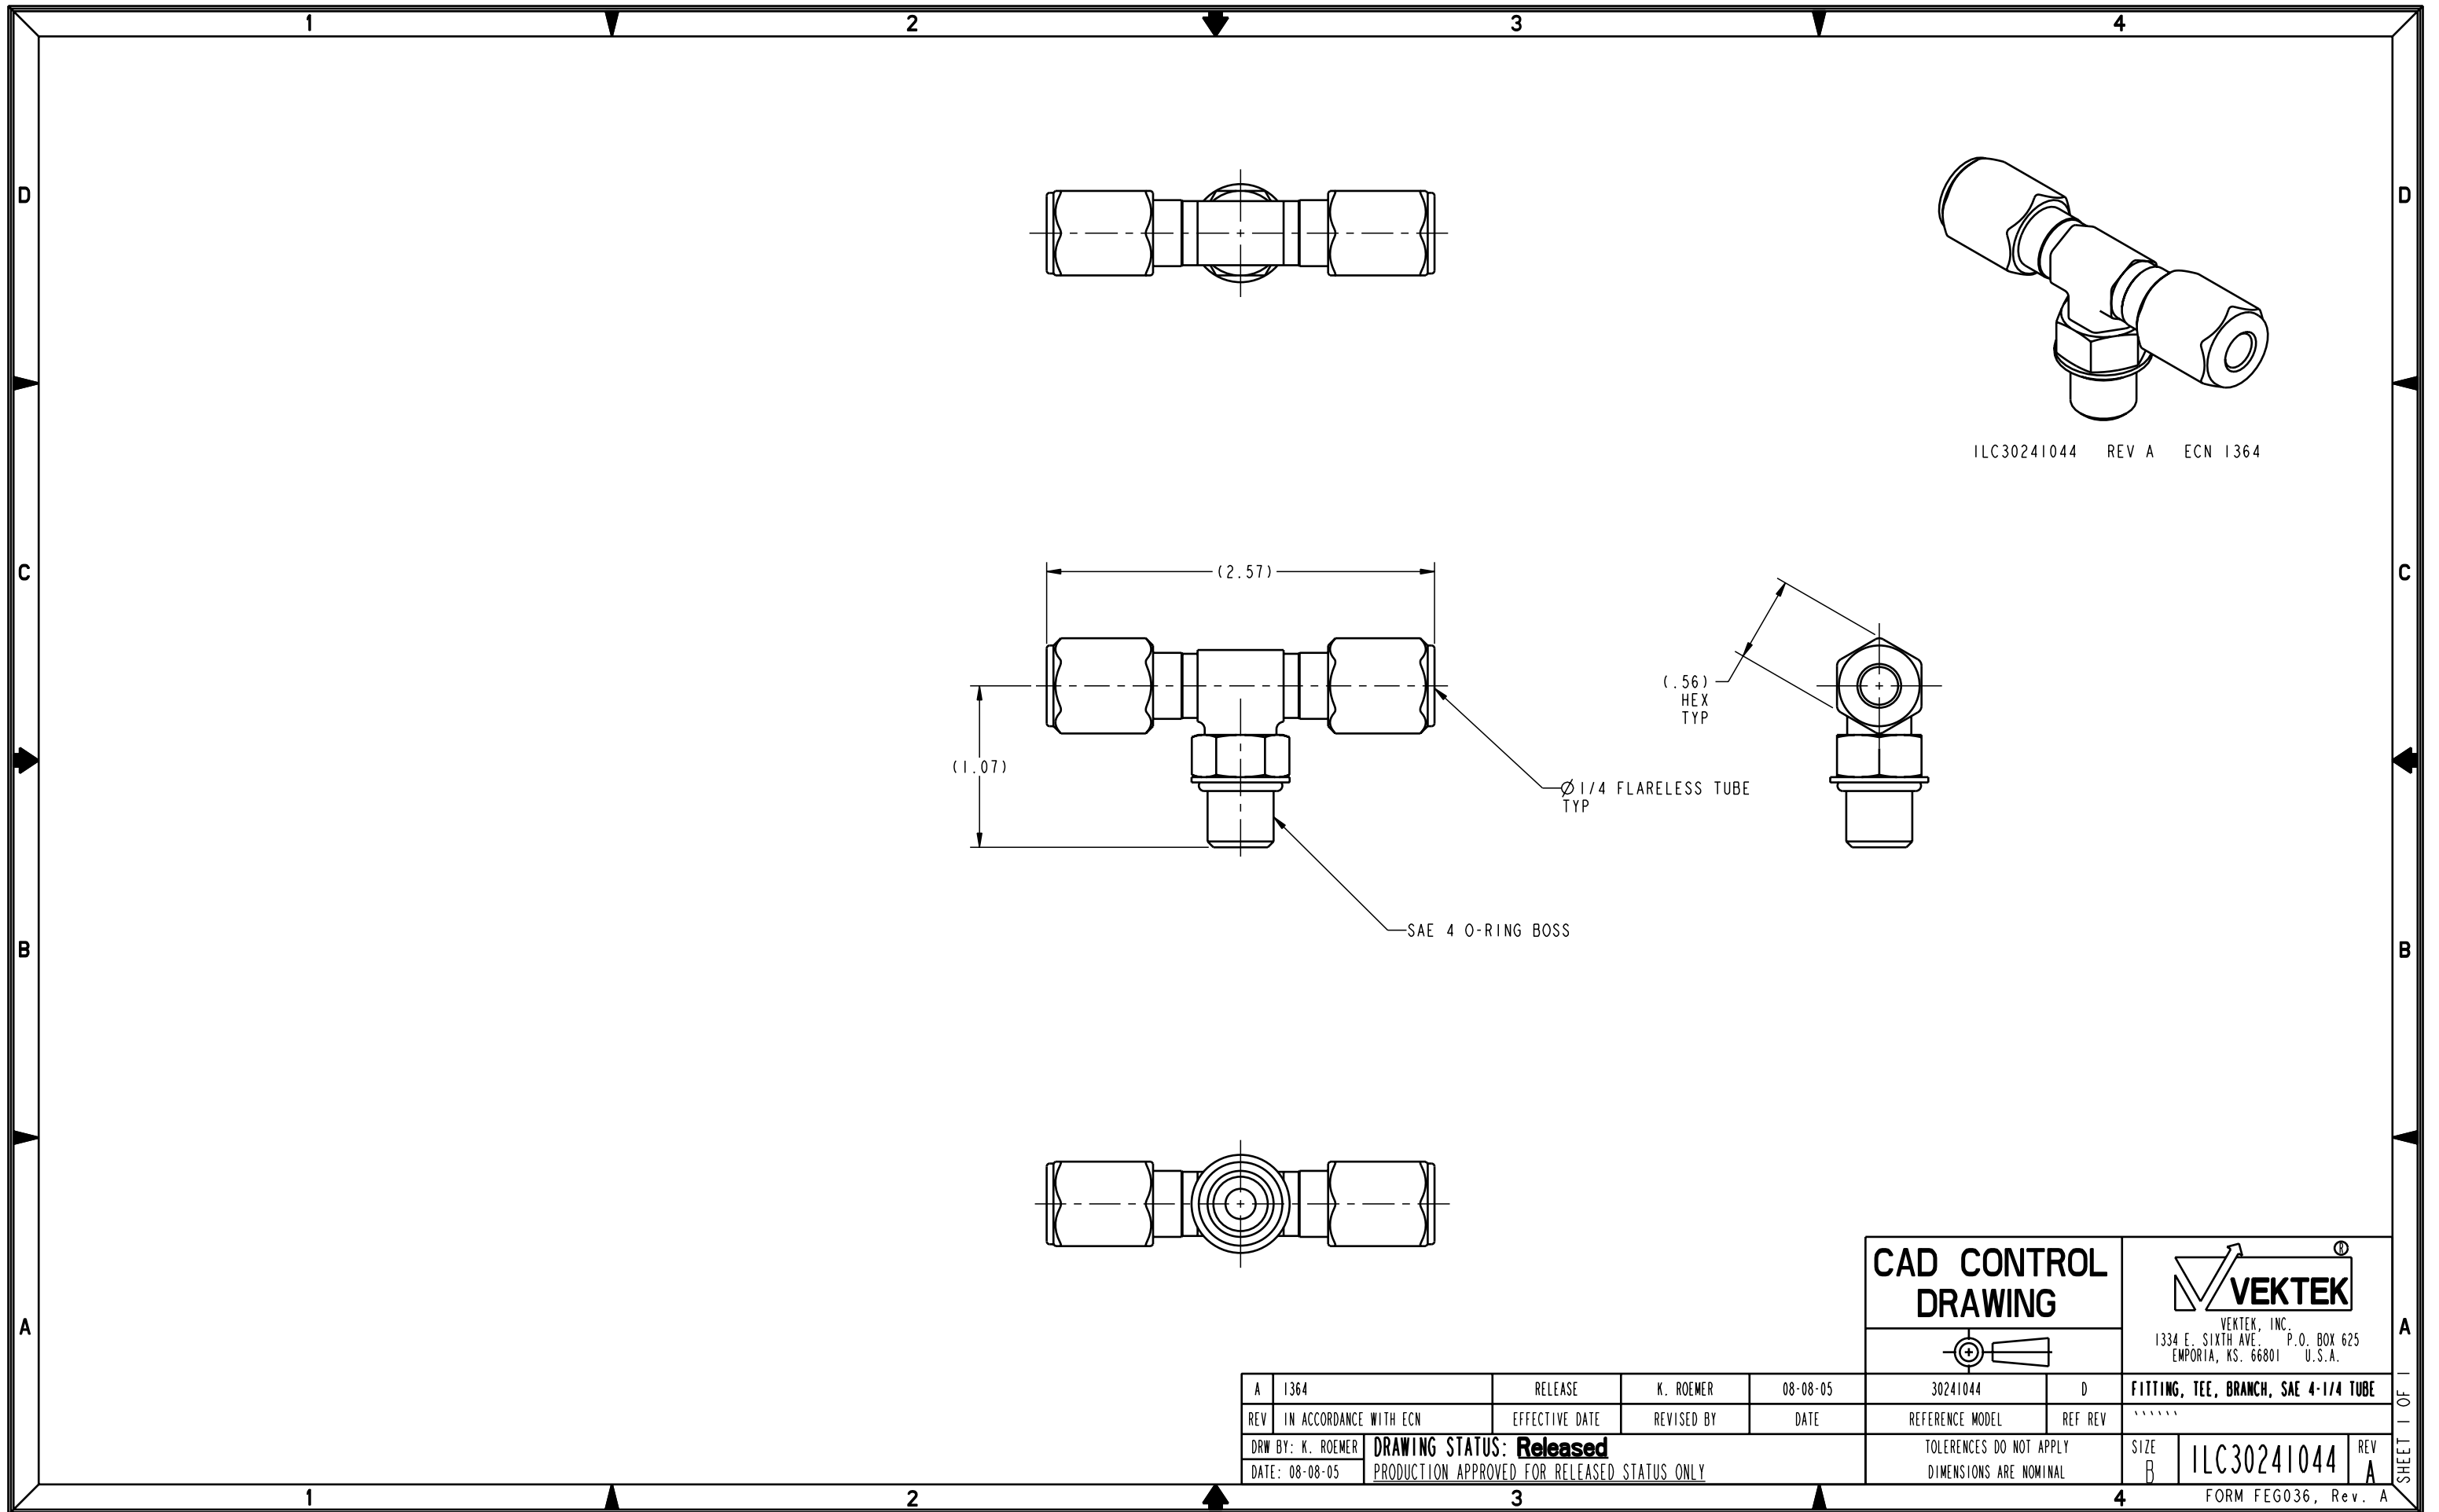 1 2 3 4
D D
ILC30241044 REV A ECN 1364
C C
(2.57)
(.56)
HEX
TYP
(1.07)
Ø1/4 FLARELESS TUBE
TYP
SAE 4 O-RING BOSS
B B
CAD CONTROL
DRAWING
®
VEKTEK
VEKTEK, INC.
1334 E. SIXTH AVE. P.O. BOX 625
EMPORIA, KS. 66801 U.S.A.
A A
A 1364 RELEASE K. ROEMER 08-08-05 30241044 D FITTING, TEE, BRANCH, SAE 4-1/4 TUBE
REV IN ACCORDANCE WITH ECN EFFECTIVE DATE REVISED BY DATE REFERENCE MODEL REF REV ``````
DRW BY: K. ROEMER DRAWING STATUS: Released TOLERENCES DO NOT APPLY SIZE ILC30241044 REV
DATE: 08-08-05 PRODUCTION APPROVED FOR RELEASED STATUS ONLY DIMENSIONS ARE NOMINAL B A
SHEET 1 OF 1
FORM FEG036, Rev. A
1 2 3 4